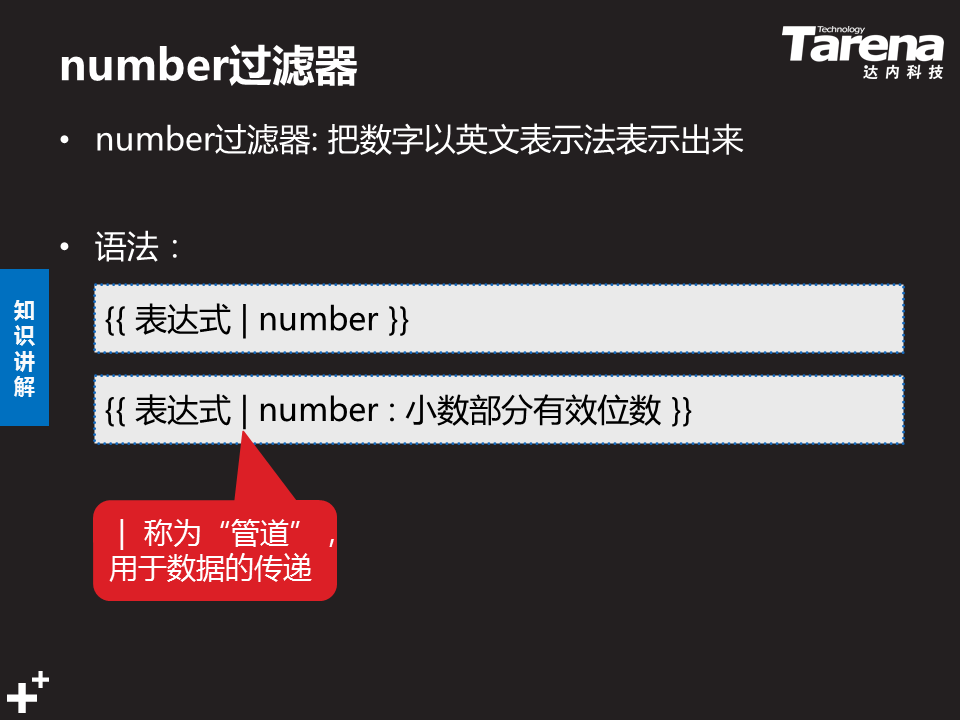 number过滤器
Technology
Tarena
达内科技
• number过滤器: 把数字以英文表示法表示出来
• 语法：
知
识
讲
解
{{ 表达式 | number }}
{{ 表达式 | number : 小数部分有效位数 }}
| 称为“管道”，
用于数据的传递